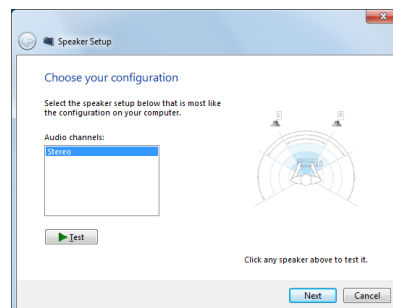 Speaker Setup
Choose your configuration
Select the speaker setup below that is most like
the configuration on your computer.
L R
Audio channels:
Stereo
Test
Click any speaker above to test it.
Next Cancel